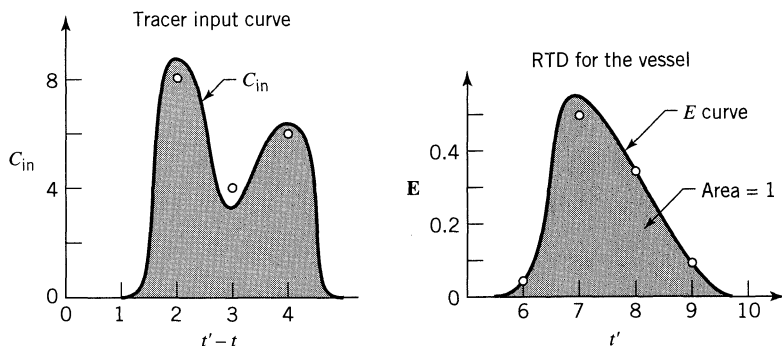 Tracer input curve
8
4
0
C_in
C_in
0
1
2
3
4
t' – t
RTD for the vessel
0.4
0.2
0
E
E curve
Area = 1
6
7
8
9
10
t'